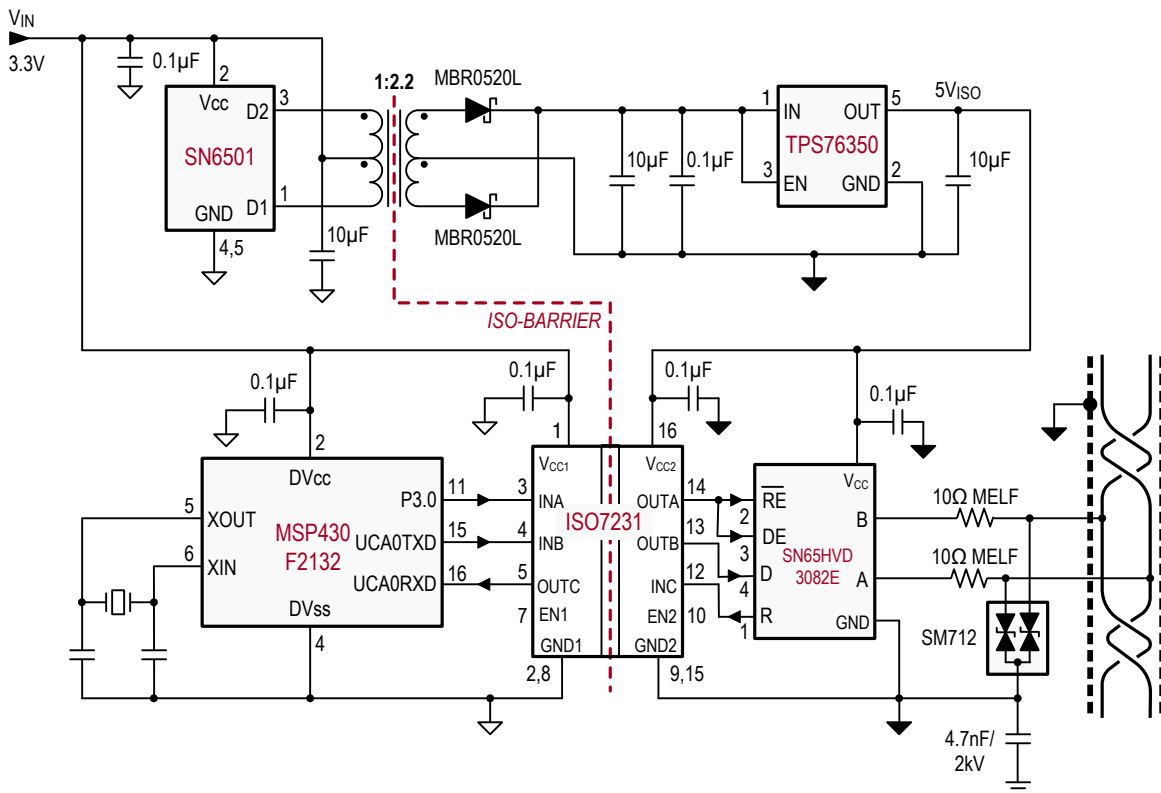 VIN
3.3V
0.1µF
2
Vcc
3
D2
SN6501
1
D1
GND
4,5
10µF
1:2.2
MBR0520L
MBR0520L
10µF
0.1µF
1
IN
OUT
5
TPS76350
3
EN
GND
2
5VISO
10µF
ISO-BARRIER
0.1µF
2
DVcc
5
XOUT
6
XIN
MSP430
F2132
P3.0
11
UCA0TXD
15
UCA0RXD
16
DVss
4
0.1µF
1
VCC1
3
INA
4
INB
5
OUTC
7
EN1
GND1
2,8
ISO7231
0.1µF
16
VCC2
14
OUTA
13
OUTB
12
INC
10
EN2
GND2
9,15
0.1µF
VCC
RE
2
DE
3
D
4
R
1
SN65HVD
3082E
B
A
GND
10Ω MELF
10Ω MELF
SM712
4.7nF/
2kV